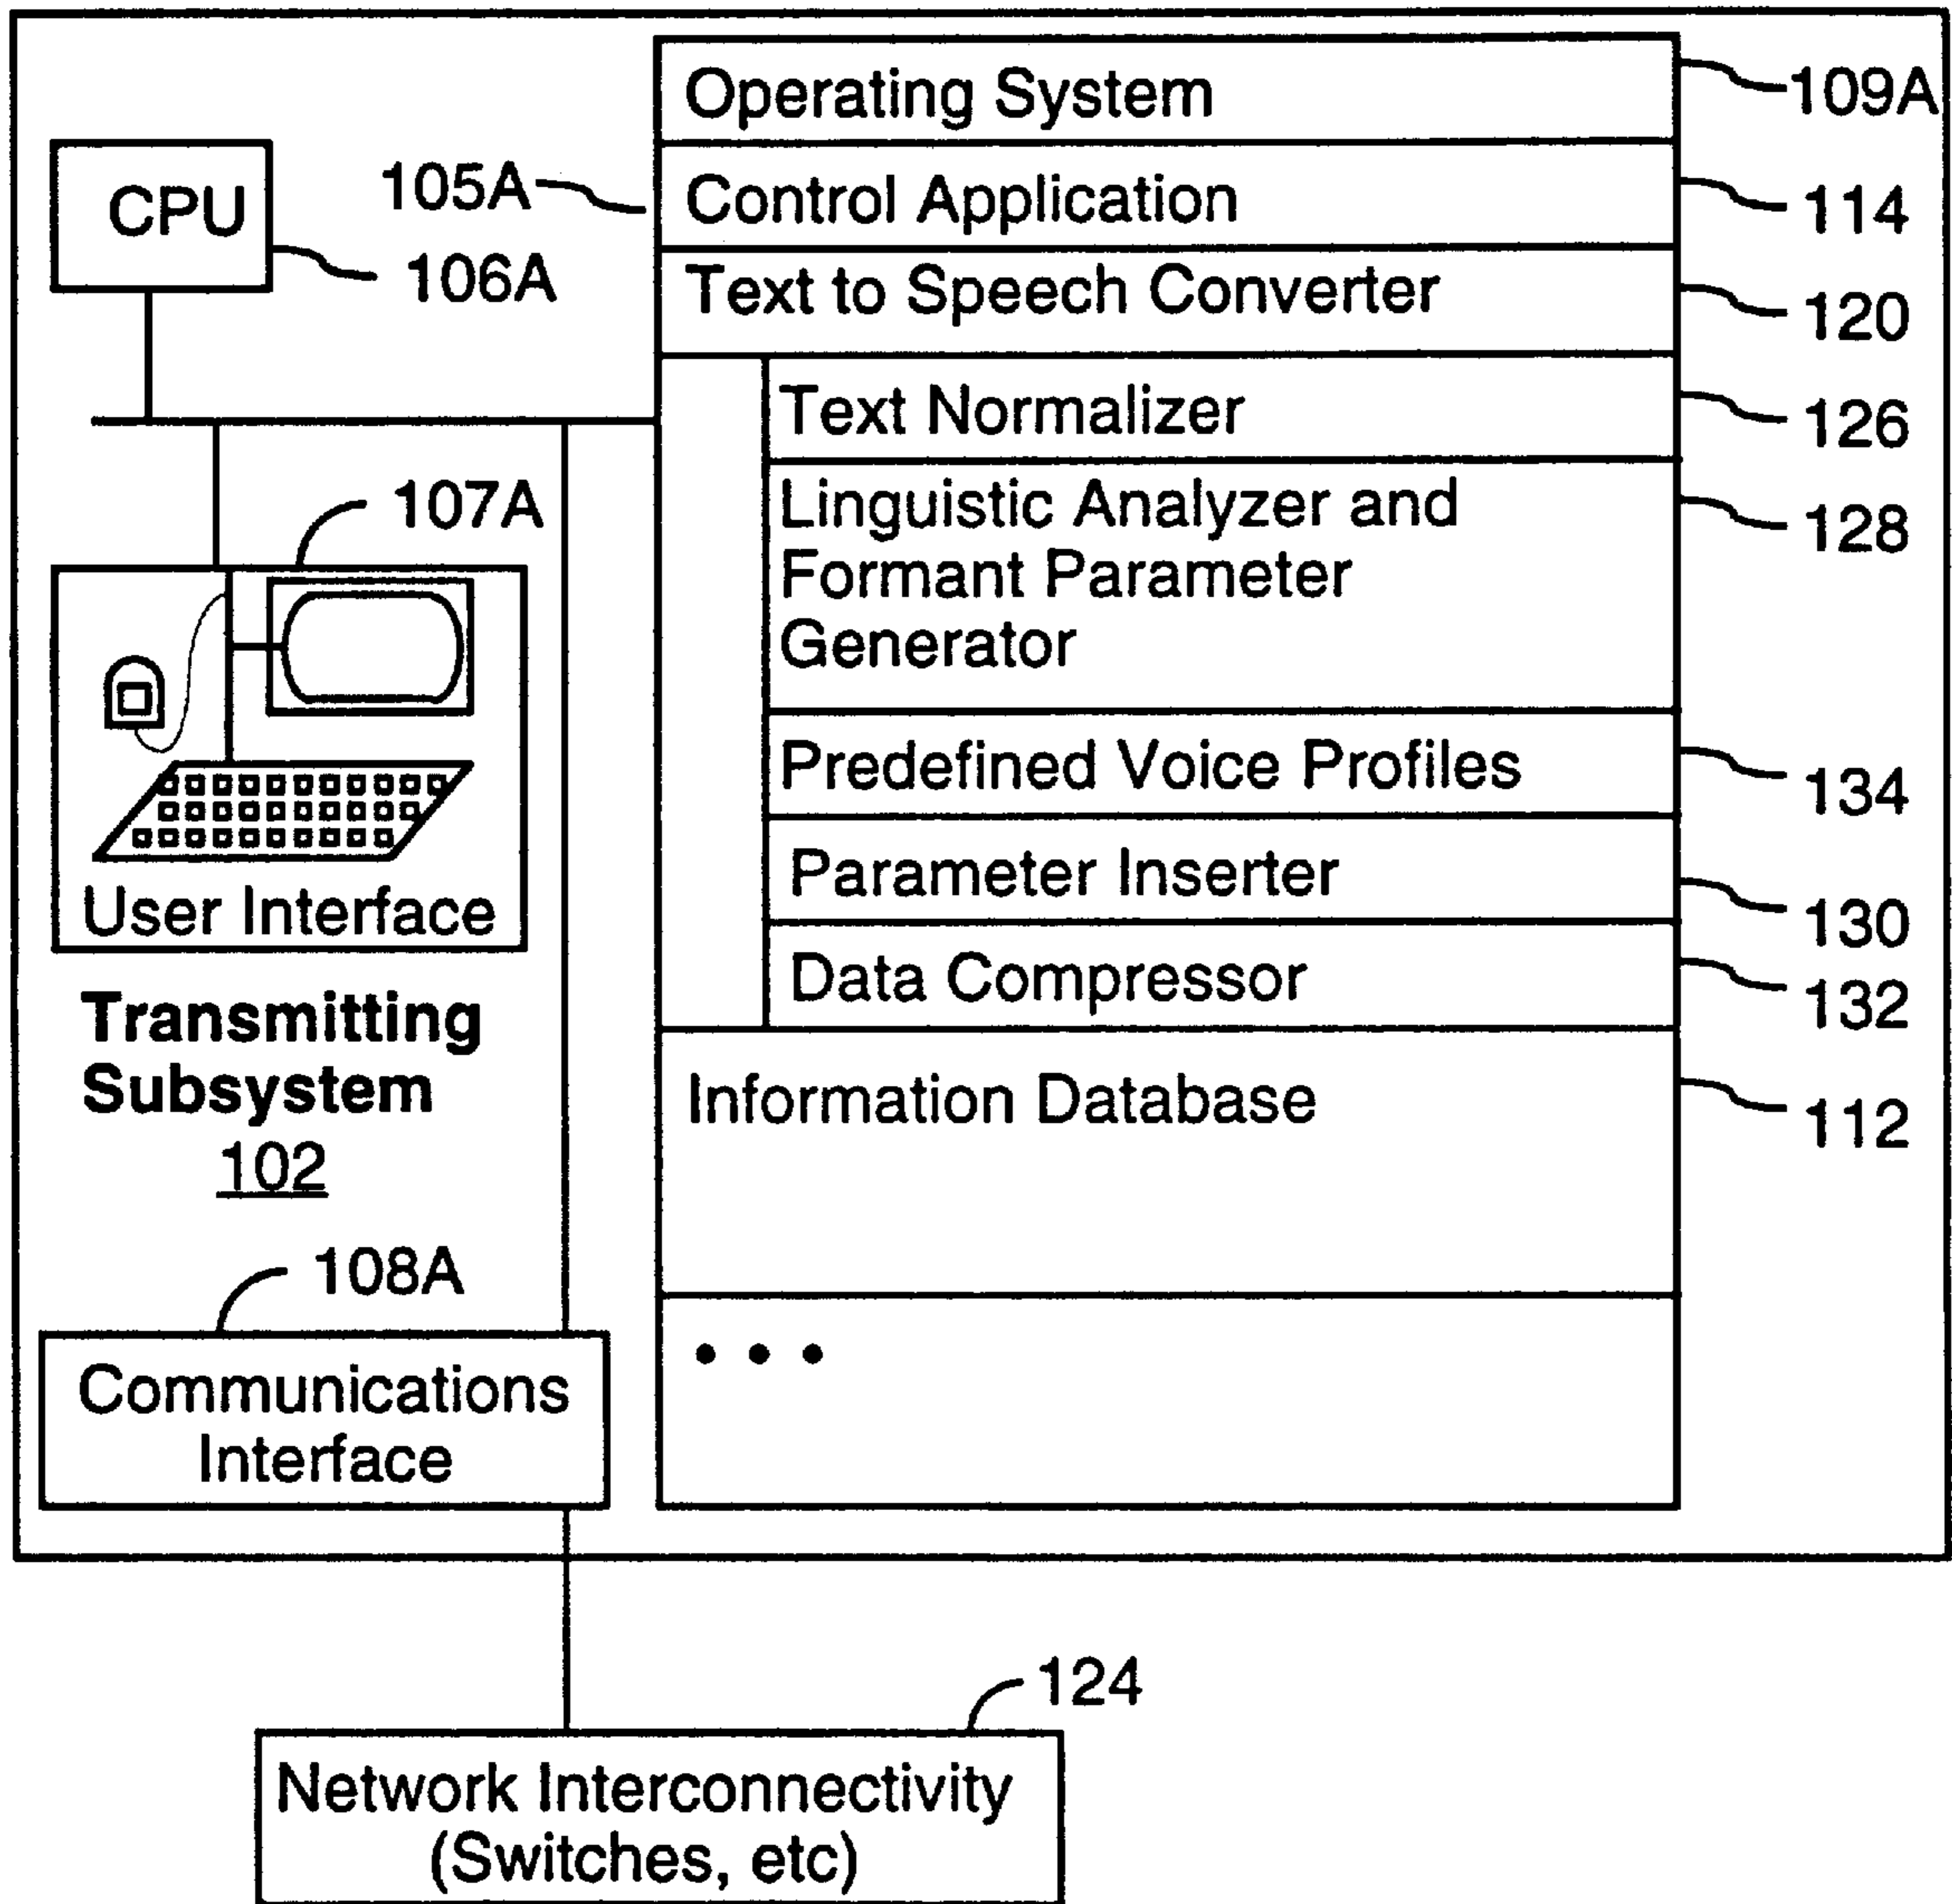 Operating System
109A
CPU
105A
Control Application
114
106A
Text to Speech Converter
120
Text Normalizer
126
107A
Linguistic Analyzer and
Formant Parameter
Generator
128
User Interface
Predefined Voice Profiles
134
Parameter Inserter
130
Data Compressor
132
Transmitting
Subsystem
102
Information Database
112
108A
Communications
Interface
• • •
124
Network Interconnectivity
(Switches, etc)